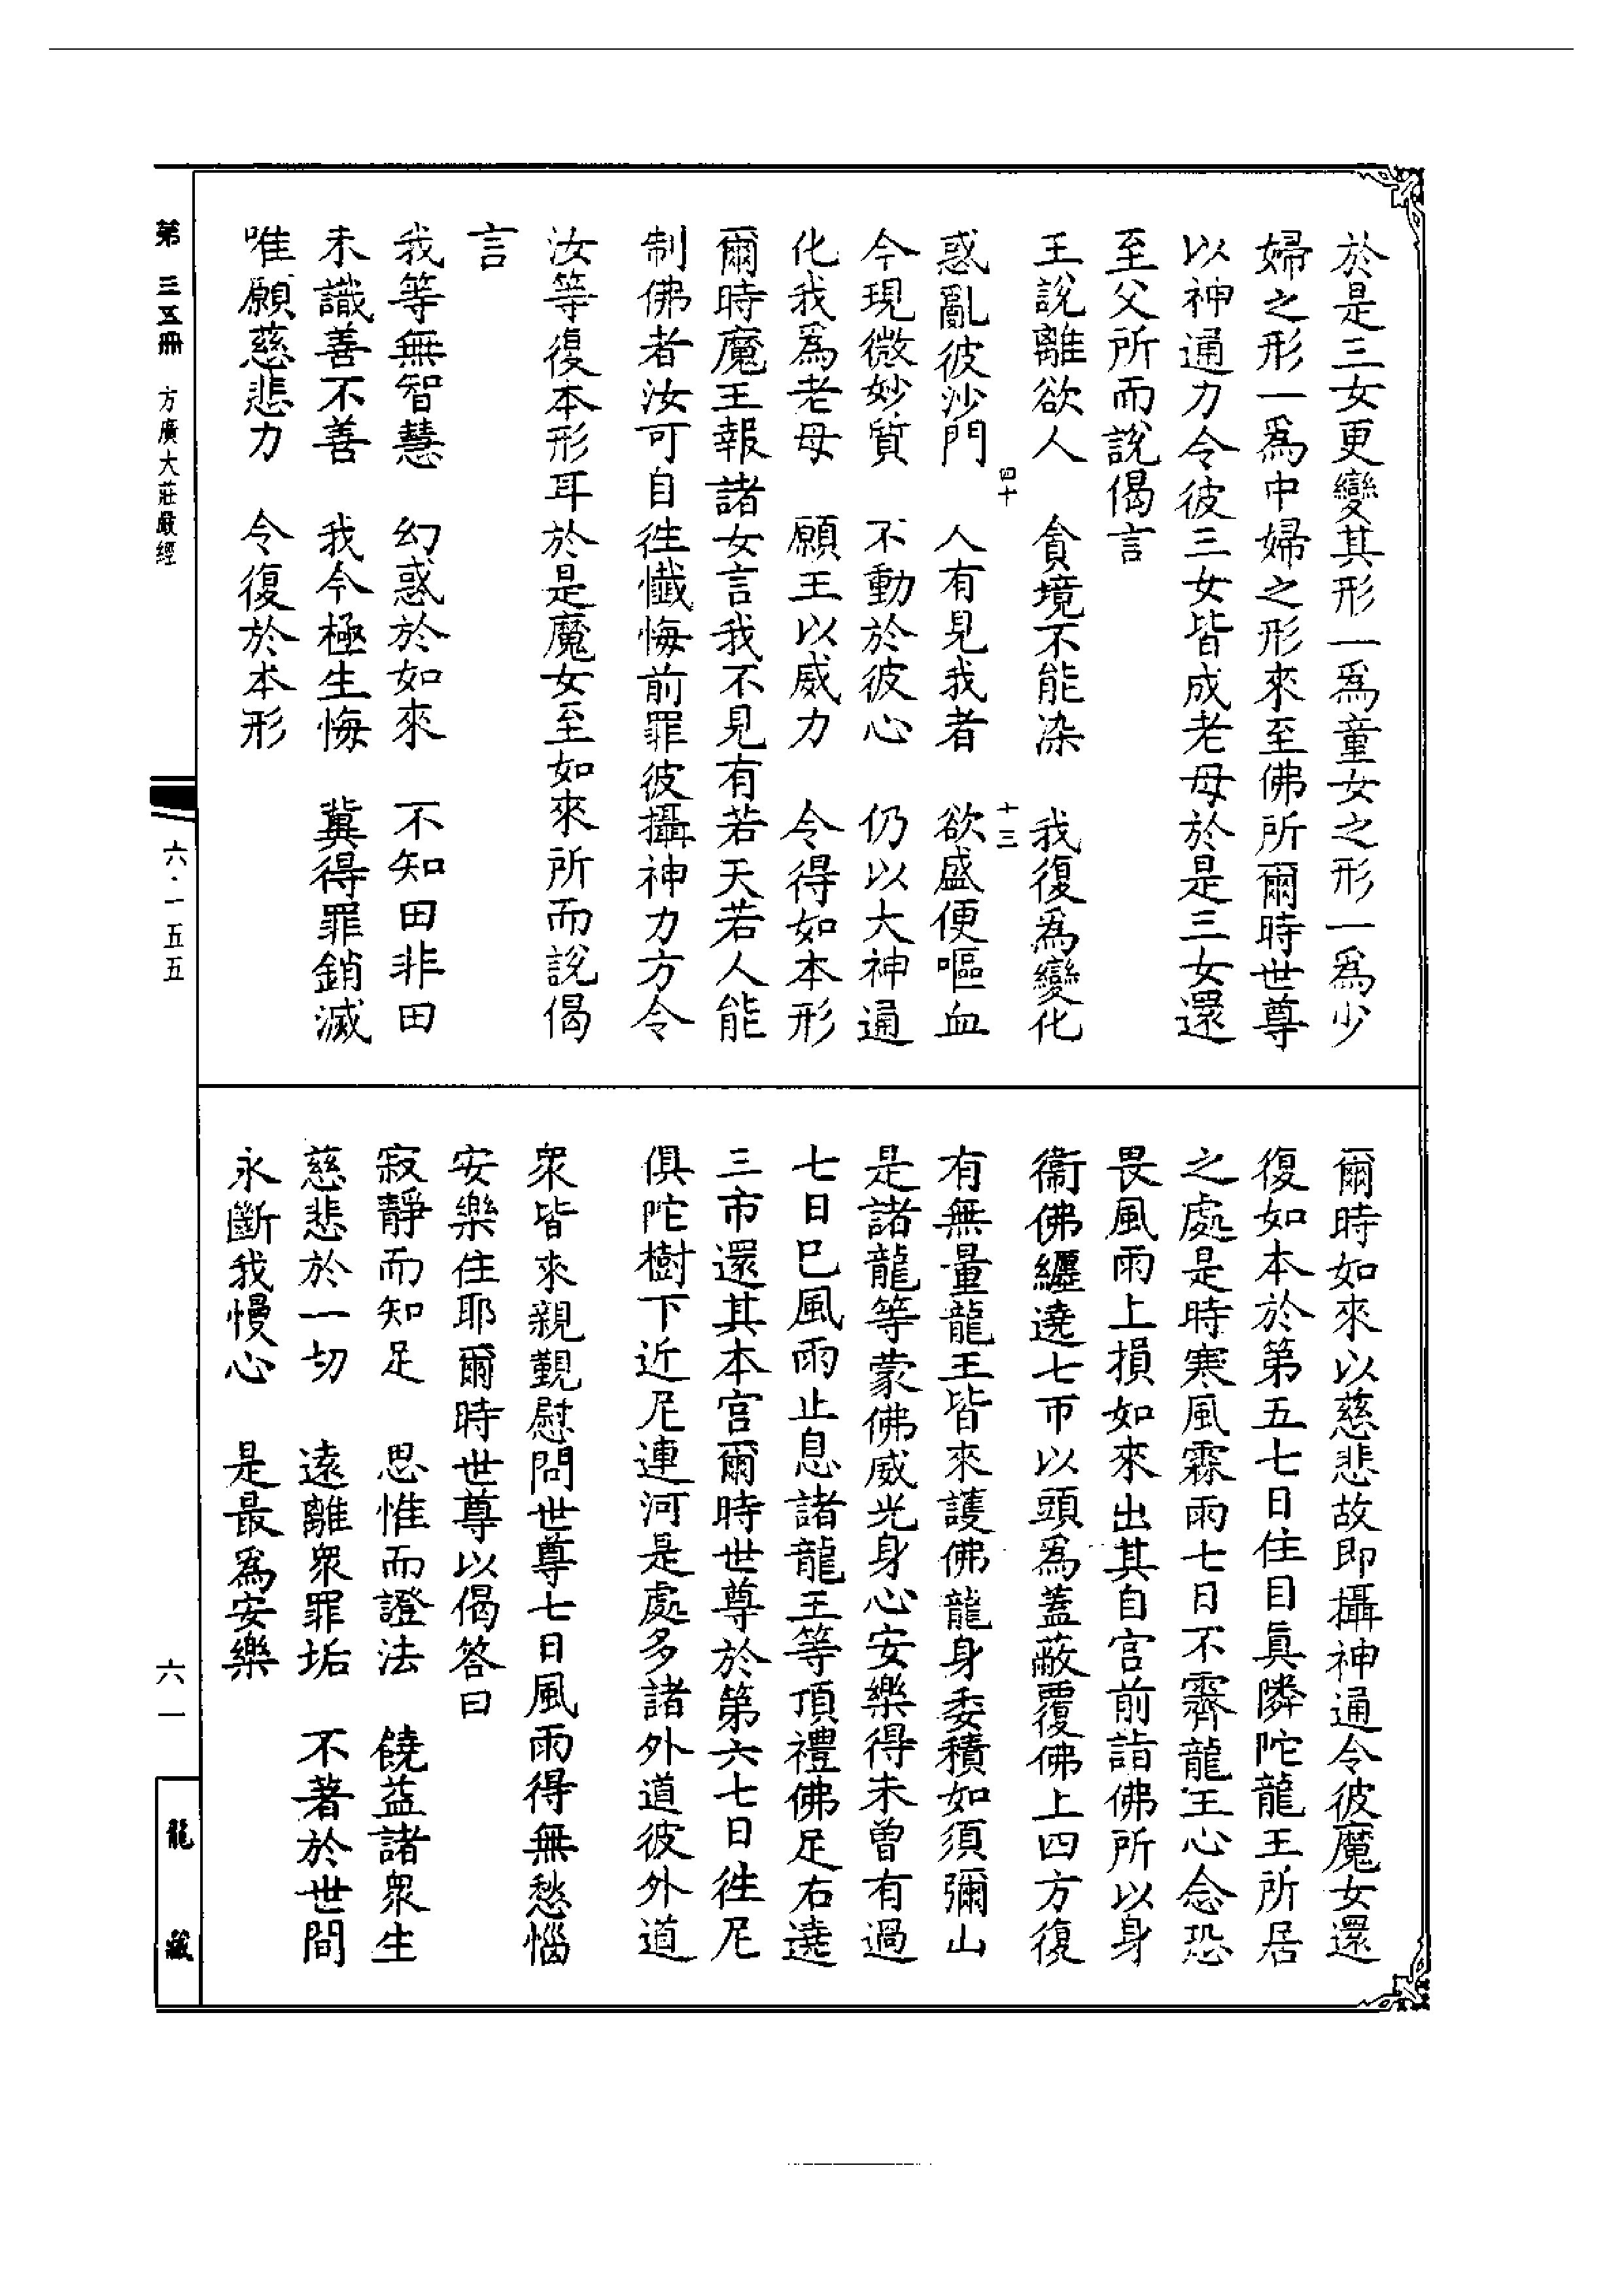 於是三女更變其形一爲童女之形一爲少
婦之形一爲中婦之形來至佛所爾時世尊
以神通力令彼三女皆成老母於是三女還
至父所而說偈言
王說離欲人　貪境不能染　我復爲變化
四十　十三
惑亂彼沙門　人有見我者　欲盛便嘔血
今現微妙質　不動於彼心　仍以大神通
化我爲老母　願王以威力　令得如本形
爾時魔王報諸女言我不見有若天若人能
制佛者汝可自徃懺悔前罪彼攝神力方令
汝等復本形耳於是魔女至如來所而說偈
言
我等無智慧　幻惑於如來　不知田非田
未識善不善　我今極生悔　冀得罪銷滅
唯願慈悲力　令復於本形
爾時如來以慈悲故即攝神通令彼魔女還
復如本於第五七日住目眞隣陀龍王所居
之處是時寒風霖雨七日不霽龍王心念恐
畏風雨上損如來出其自宫前詣佛所以身
衞佛纒遶七帀以頭爲蓋蔽覆佛上四方復
有無量龍王皆來護佛龍身委積如須彌山
是諸龍等蒙佛威光身心安樂得未曾有過
七日已風雨止息諸龍王等頂禮佛足右遶
三帀還其本宫爾時世尊於第六七日徃尼
俱陀樹下近尼連河是處多諸外道彼外道
衆皆來親覲慰問世尊七日風雨得無愁惱
安樂住耶爾時世尊以偈答曰
寂靜而知足　思惟而證法　饒益諸衆生
慈悲於一切　遠離衆罪垢　不著於世間
永斷我慢心　是最爲安樂
第三五冊　方廣大莊嚴經
六·一五五
六一
龍藏